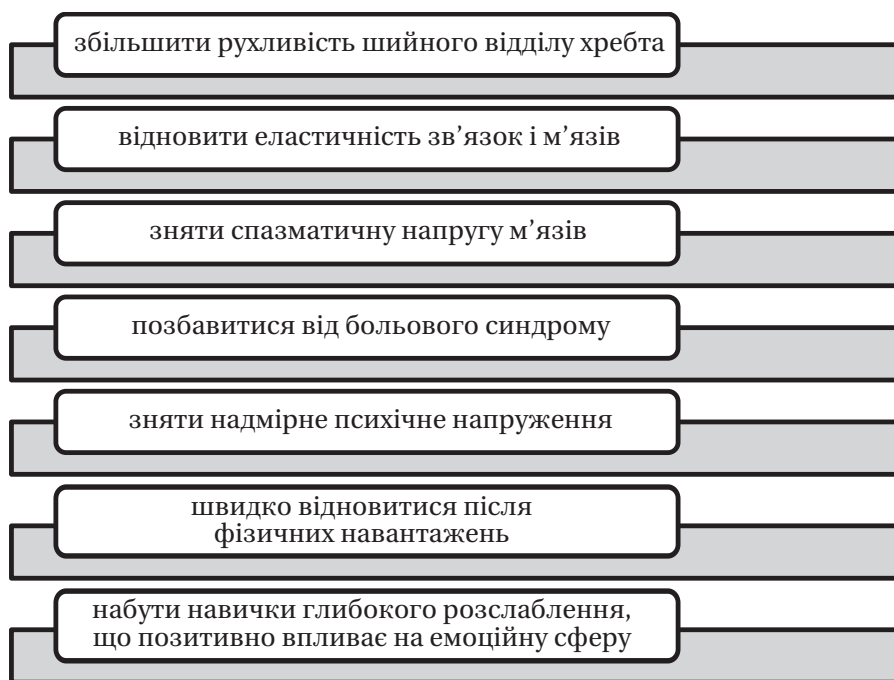 збільшити рухливість шийного відділу хребта
відновити еластичність зв’язок і м’язів
зняти спазматичну напругу м’язів
позбавитися від больового синдрому
зняти надмірне психічне напруження
швидко відновитися після
фізичних навантажень
набути навички глибокого розслаблення,
що позитивно впливає на емоційну сферу